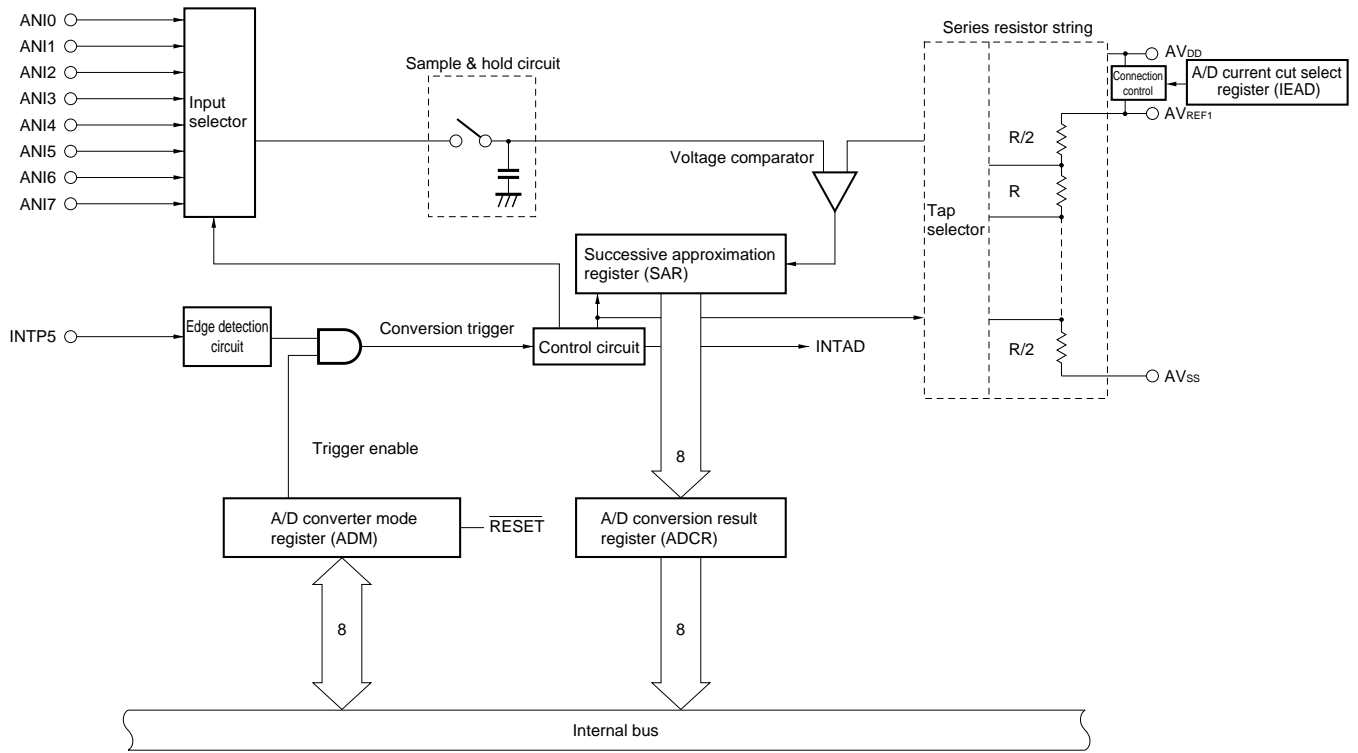 ANI0
ANI1
ANI2
ANI3
ANI4
ANI5
ANI6
ANI7
Input
selector
Sample & hold circuit
Voltage comparator
Series resistor string
Tap
selector
R/2
R
R/2
AVDD
Connection
control
A/D current cut select
register (IEAD)
AVREF1
AVSS
Successive approximation
register (SAR)
INTP5
Edge detection
circuit
Conversion trigger
Control circuit
INTAD
Trigger enable
8
A/D converter mode
register (ADM)
RESET
A/D conversion result
register (ADCR)
8
8
Internal bus